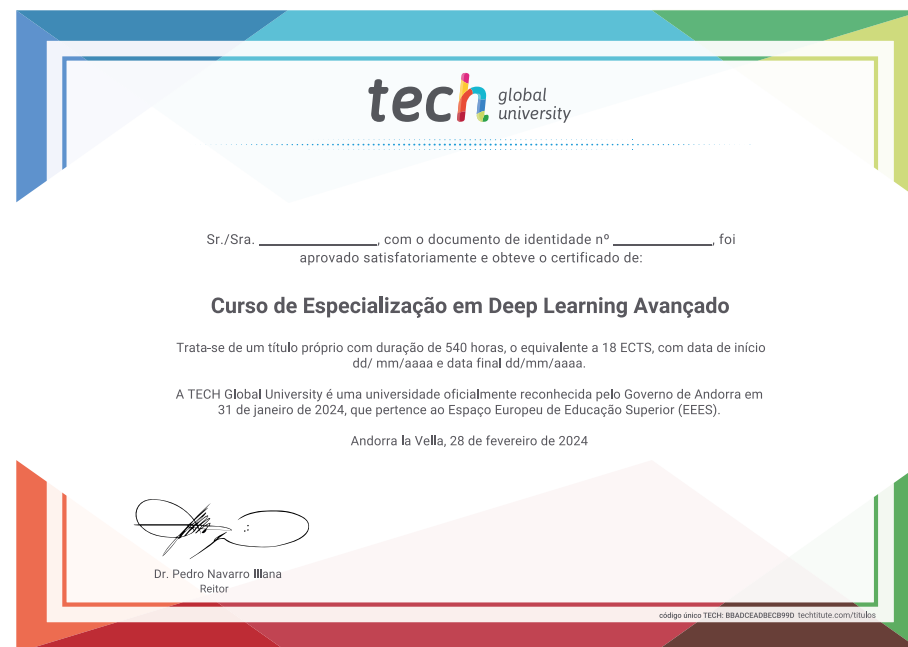 tech global university
Sr./Sra. ________________, com o documento de identidade nº ______________, foi
aprovado satisfatoriamente e obteve o certificado de:
Curso de Especialização em Deep Learning Avançado
Trata-se de um título próprio com duração de 540 horas, o equivalente a 18 ECTS, com data de início
dd/ mm/aaaa e data final dd/mm/aaaa.
A TECH Global University é uma universidade oficialmente reconhecida pelo Governo de Andorra em
31 de janeiro de 2024, que pertence ao Espaço Europeu de Educação Superior (EEES).
Andorra la Vella, 28 de fevereiro de 2024
Dr. Pedro Navarro Illana
Reitor
código único TECH: BBADCEADBECB99D techtitute.com/titulos